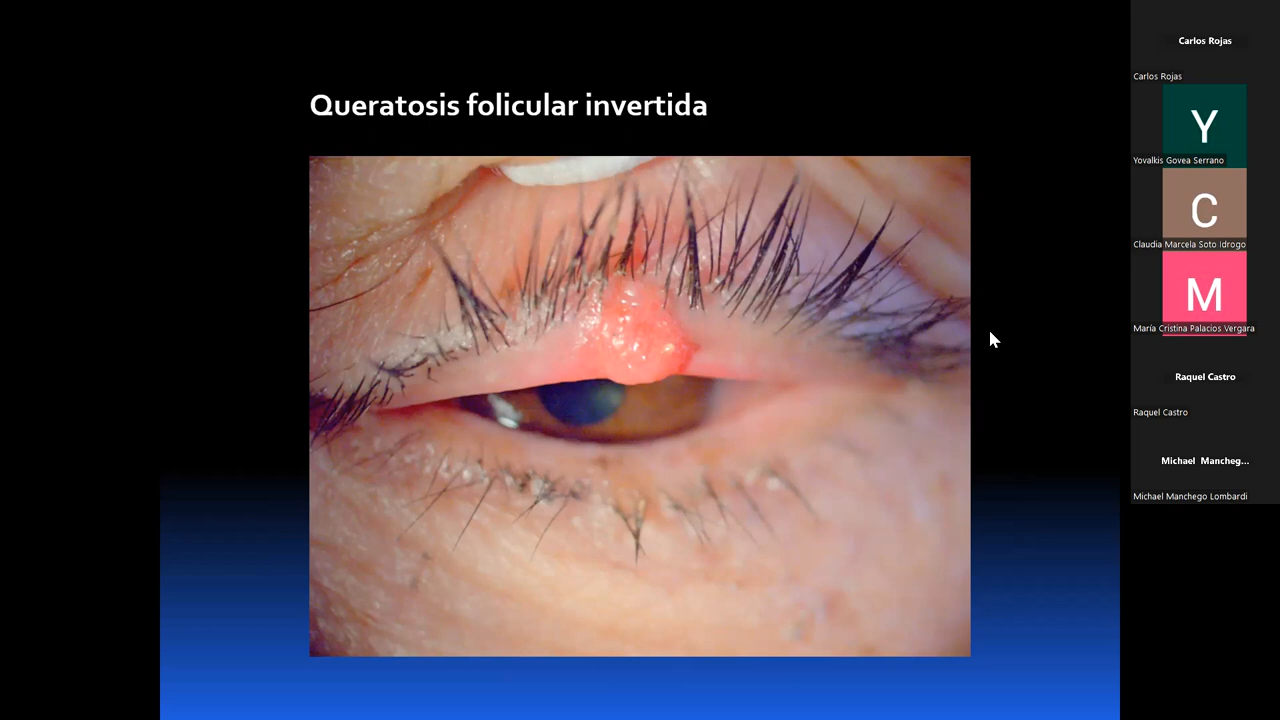 Queratosis folicular invertida
Carlos Rojas
Carlos Rojas
Y
Yovalkis Govea Serrano
C
Claudia Marcela Soto Idrogo
M
María Cristina Palacios Vergara
Raquel Castro
Raquel Castro
Michael Mancheg...
Michael Manchego Lombardi